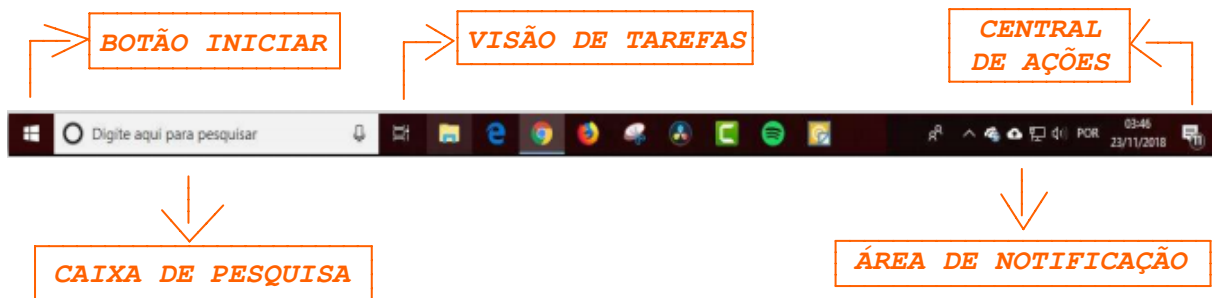 BOTÃO INICIAR
VISÃO DE TAREFAS
CENTRAL
DE AÇÕES
Digite aqui para pesquisar
POR
03:46
23/11/2018
CAIXA DE PESQUISA
ÁREA DE NOTIFICAÇÃO